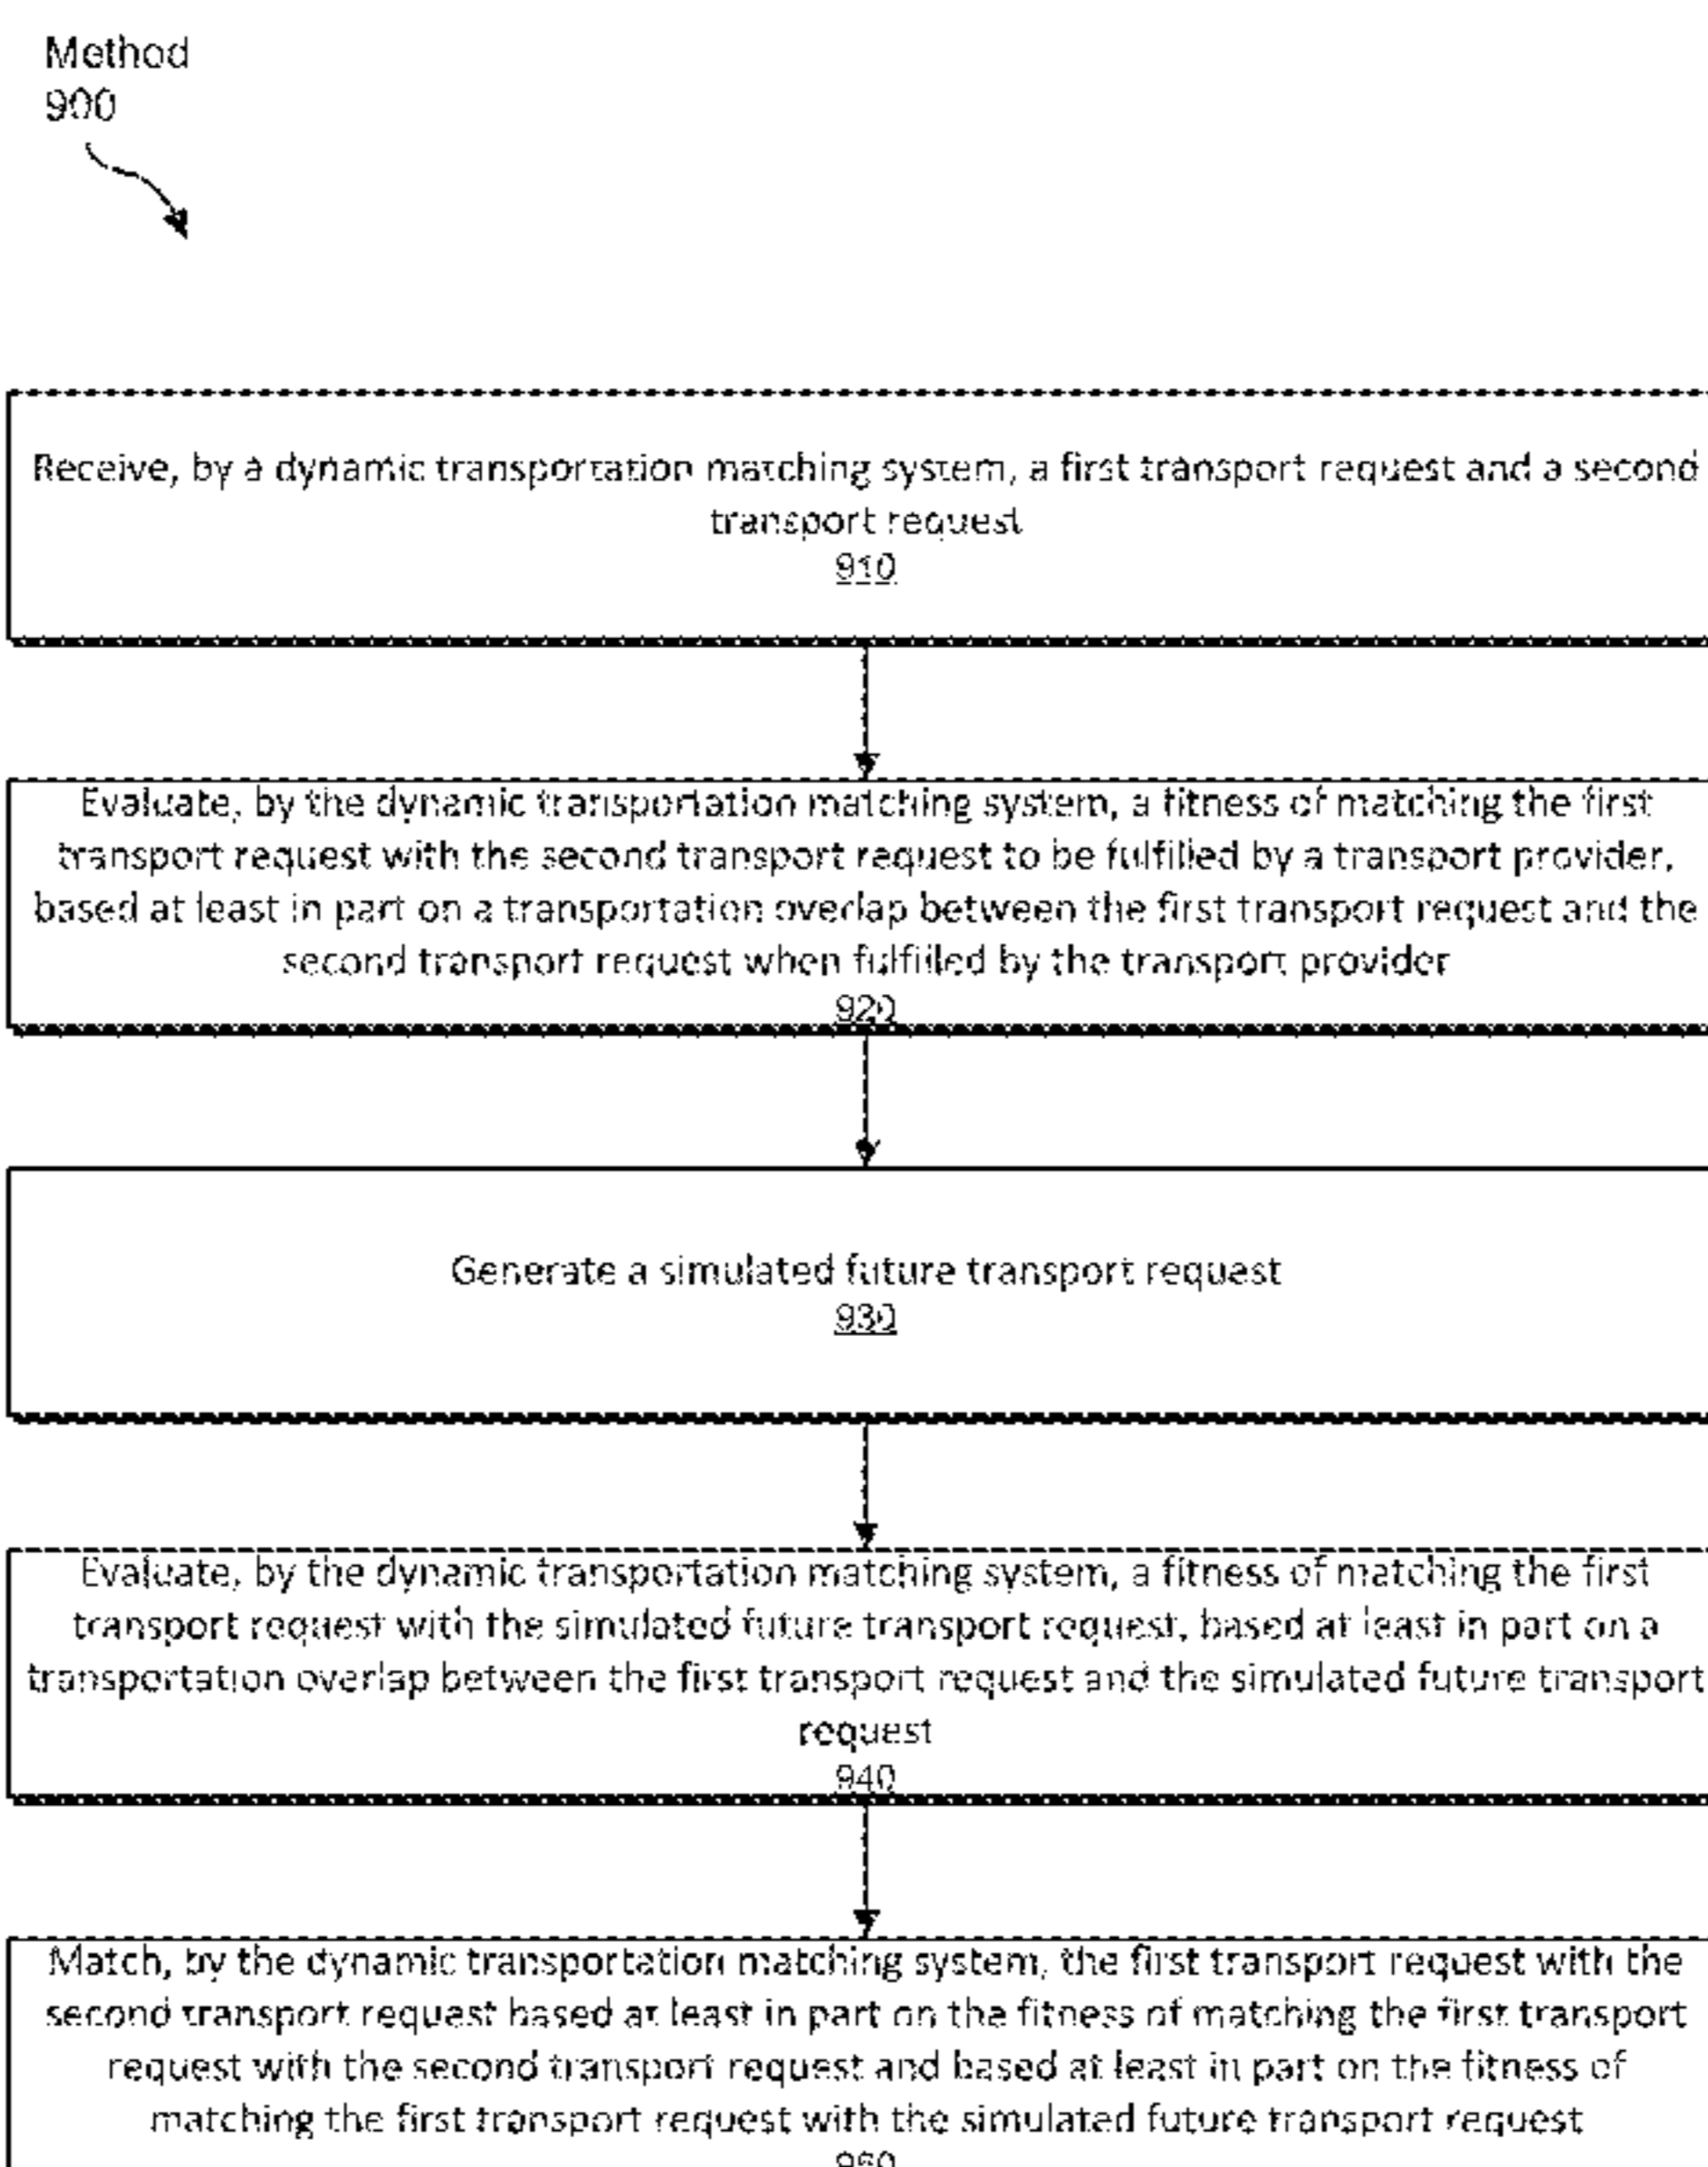 Method
900
Receive, by a dynamic transportation matching system, a first transport request and a second
transport request
910
Evaluate, by the dynamic transportation matching system, a fitness of matching the first
transport request with the second transport request to be fulfilled by a transport provider,
based at least in part on a transportation overlap between the first transport request and the
second transport request when fulfilled by the transport provider
920
Generate a simulated future transport request
930
Evaluate, by the dynamic transportation matching system, a fitness of matching the first
transport request with the simulated future transport request, based at least in part on a
transportation overlap between the first transport request and the simulated future transport
request
940
Match, by the dynamic transportation matching system, the first transport request with the
second transport request based at least in part on the fitness of matching the first transport
request with the second transport request and based at least in part on the fitness of
matching the first transport request with the simulated future transport request